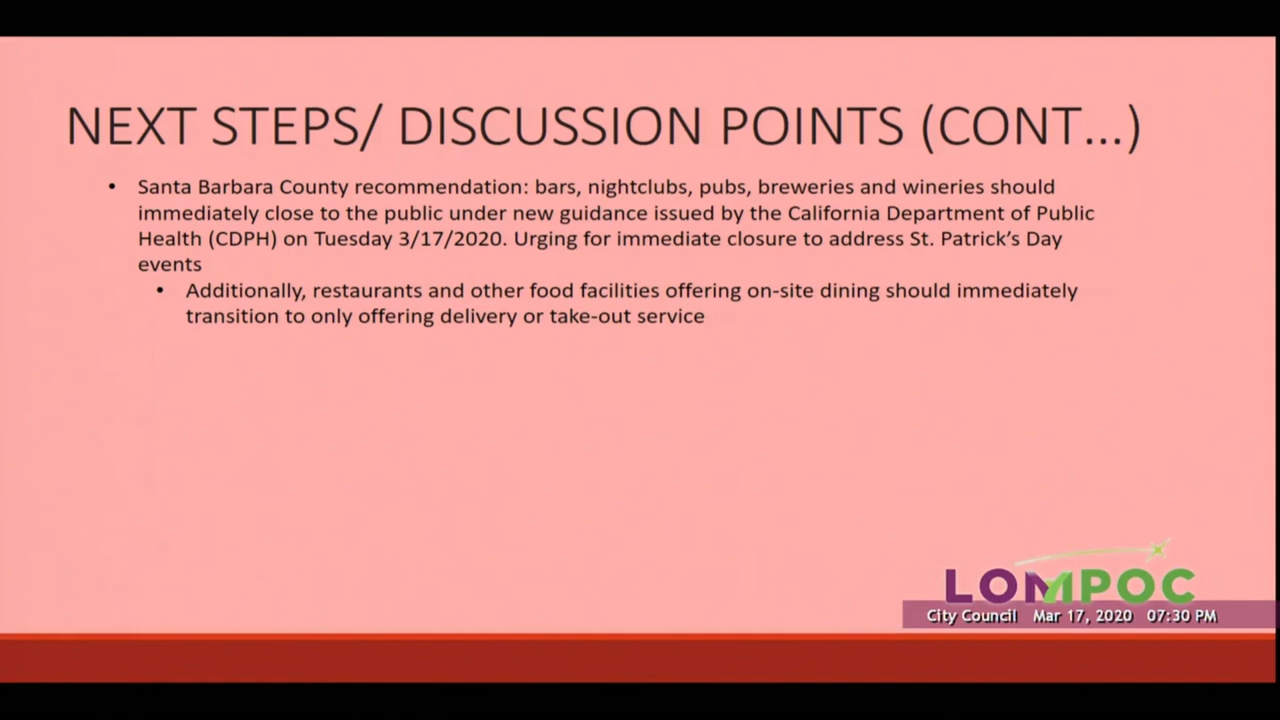 NEXT STEPS/ DISCUSSION POINTS (CONT...)
• Santa Barbara County recommendation: bars, nightclubs, pubs, breweries and wineries should
immediately close to the public under new guidance issued by the California Department of Public
Health (CDPH) on Tuesday 3/17/2020. Urging for immediate closure to address St. Patrick’s Day
events
• Additionally, restaurants and other food facilities offering on-site dining should immediately
transition to only offering delivery or take-out service
LOMPOC
City Council Mar 17, 2020 07:30 PM